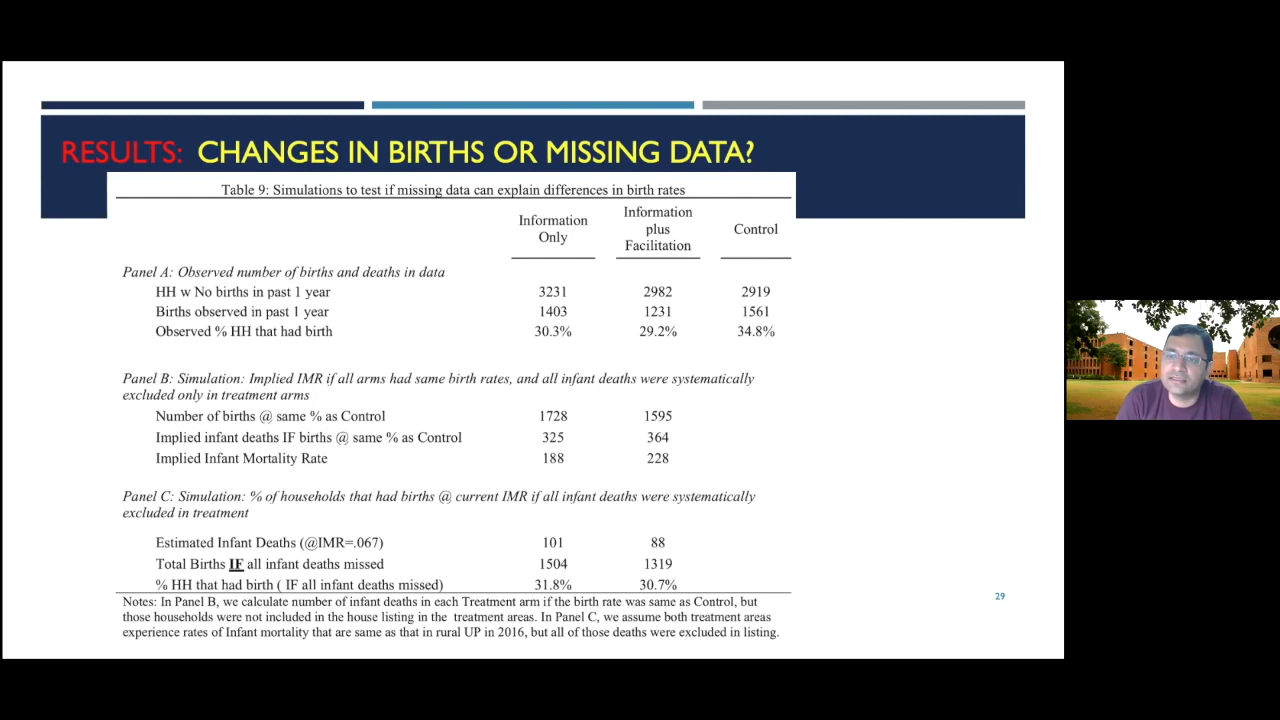 RESULTS: CHANGES IN BIRTHS OR MISSING DATA?
Table 9: Simulations to test if missing data can explain differences in birth rates
Information Only
Information plus Facilitation
Control
Panel A: Observed number of births and deaths in data
HH w No births in past 1 year 3231 2982 2919
Births observed in past 1 year 1403 1231 1561
Observed % HH that had birth 30.3% 29.2% 34.8%
Panel B: Simulation: Implied IMR if all arms had same birth rates, and all infant deaths were systematically
excluded only in treatment arms
Number of births @ same % as Control 1728 1595
Implied infant deaths IF births @ same % as Control 325 364
Implied Infant Mortality Rate 188 228
Panel C: Simulation: % of households that had births @ current IMR if all infant deaths were systematically
excluded in treatment
Estimated Infant Deaths (@IMR=.067) 101 88
Total Births IF all infant deaths missed 1504 1319
% HH that had birth ( IF all infant deaths missed) 31.8% 30.7%
Notes: In Panel B, we calculate number of infant deaths in each Treatment arm if the birth rate was same as Control, but
those households were not included in the house listing in the treatment areas. In Panel C, we assume both treatment areas
experience rates of Infant mortality that are same as that in rural UP in 2016, but all of those deaths were excluded in listing.
29